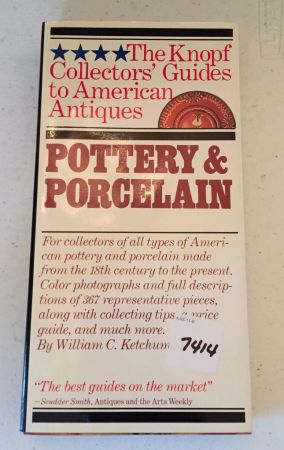 The Knopf
Collectors' Guides
to American
Antiques
POTTERY &
PORCELAIN
For collectors of all types of Ameri-
can pottery and porcelain made
from the 18th century to the present.
Color photographs and full descrip-
tions of 367 representative pieces,
along with collecting tips, a price
guide, and much more.
By William C. Ketchum
7414
"The best guides on the market"
—Scudder Smith, Antiques and the Arts Weekly